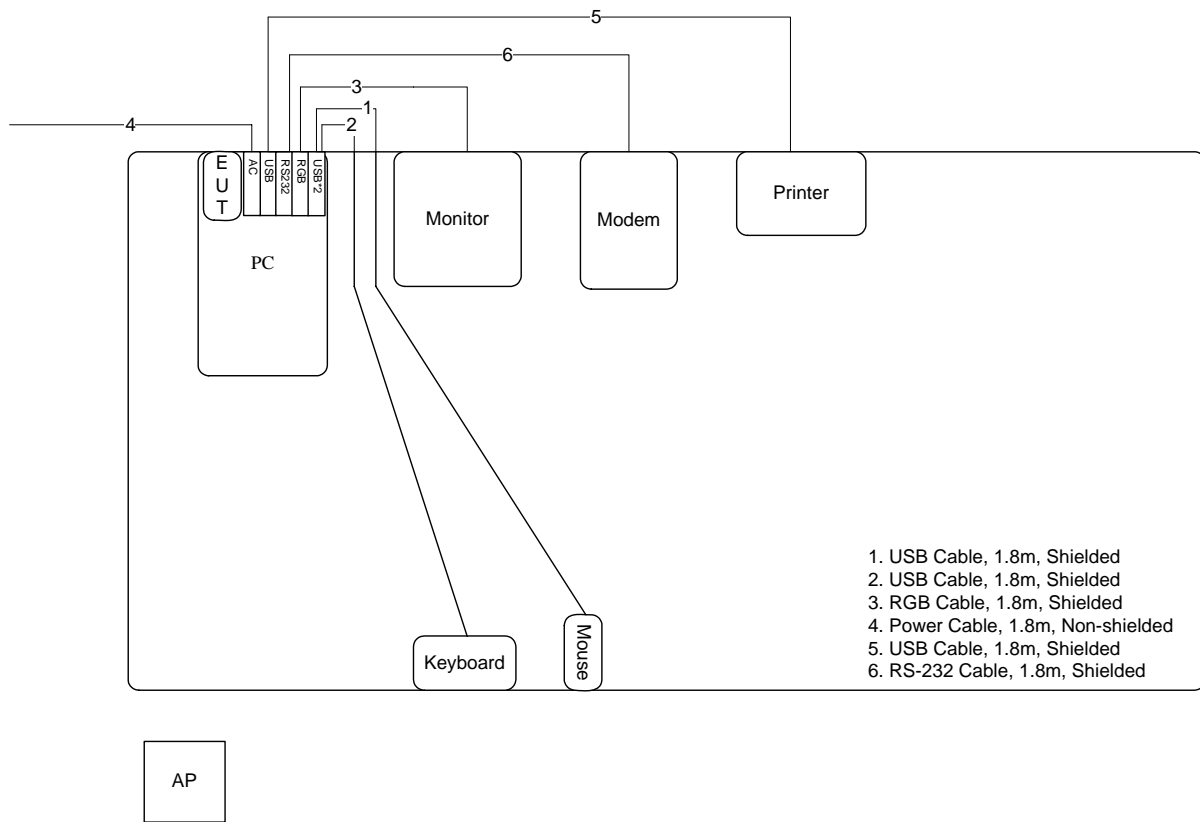 5
6
3
1
4
2
E
U
T
AC
USB
RS232
RGB
USB*2
PC
Monitor
Modem
Printer
1. USB Cable, 1.8m, Shielded
2. USB Cable, 1.8m, Shielded
3. RGB Cable, 1.8m, Shielded
4. Power Cable, 1.8m, Non-shielded
5. USB Cable, 1.8m, Shielded
6. RS-232 Cable, 1.8m, Shielded
Keyboard
Mouse
AP